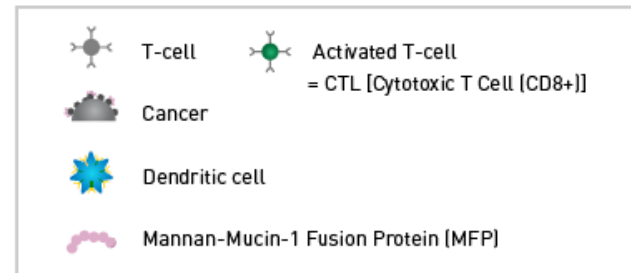 T-cell
Activated T-cell
= CTL [Cytotoxic T Cell (CD8+)]
Cancer
Dendritic cell
Mannan-Mucin-1 Fusion Protein (MFP)